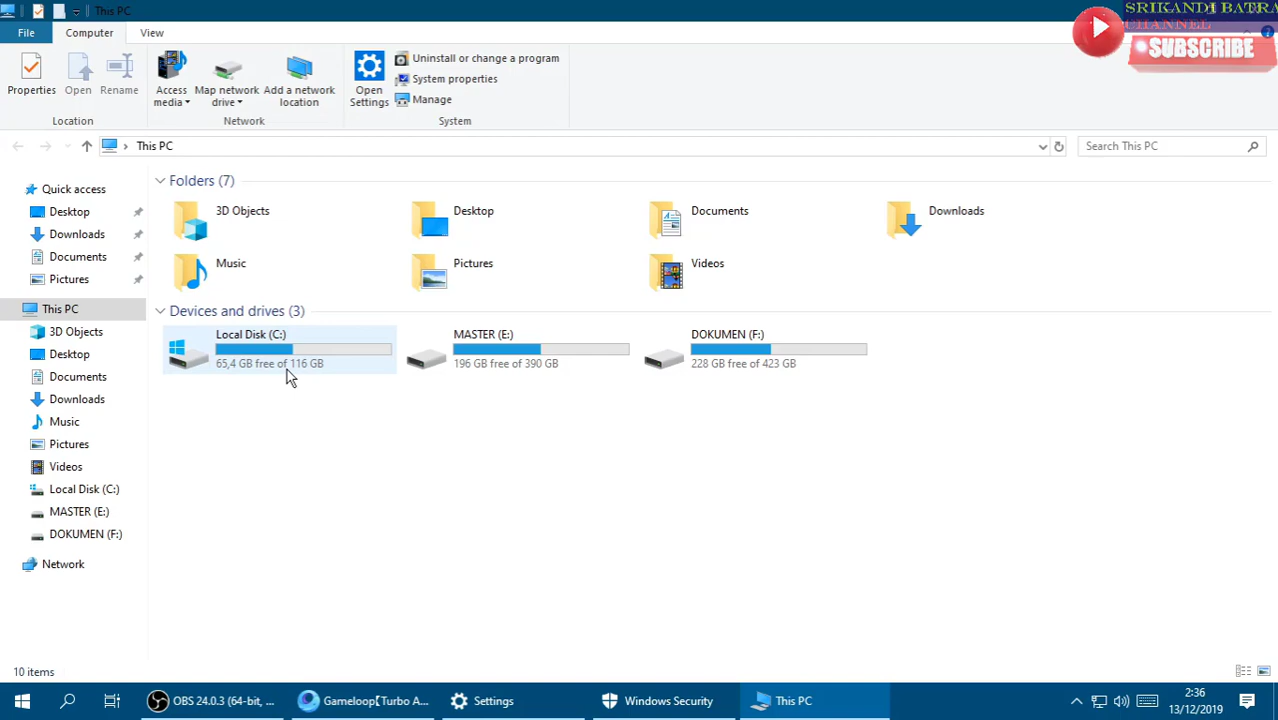 This PC
SRIKANDI BATRA
CHANNEL
SUBSCRIBE
File
Computer
View
Properties
Open
Rename
Access media
Map network drive
Add a network location
Open Settings
Uninstall or change a program
System properties
Manage
Location
Network
System
This PC
Search This PC
Quick access
Desktop
Downloads
Documents
Pictures
This PC
3D Objects
Desktop
Documents
Downloads
Music
Pictures
Videos
Local Disk (C:)
MASTER (E:)
DOKUMEN (F:)
Network
Folders (7)
3D Objects
Desktop
Documents
Downloads
Music
Pictures
Videos
Devices and drives (3)
Local Disk (C:)
65,4 GB free of 116 GB
MASTER (E:)
196 GB free of 390 GB
DOKUMEN (F:)
228 GB free of 423 GB
10 items
OBS 24.0.3 (64-bit, ...
Gameloop【Turbo A...
Settings
Windows Security
This PC
2:36
13/12/2019